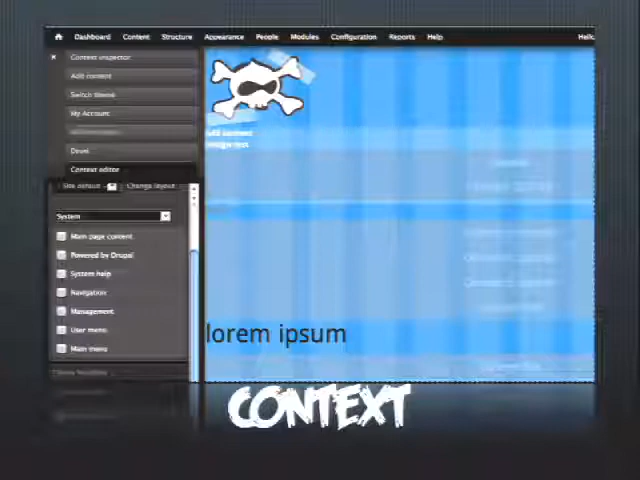 Dashboard Content Structure Appearance People Modules Configuration Reports Help Hello
Context inspector
Add content
Switch theme
My Account
Devel
Context editor
Site default Change layout
System
Main page content
Powered by Drupal
System help
Navigation
Management
User menu
Main menu
lorem ipsum
CONTEXT